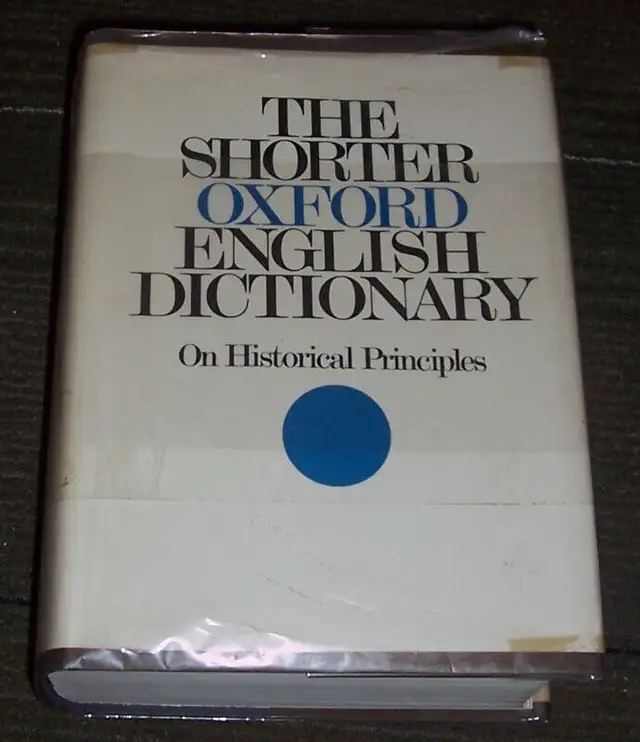 THE
SHORTER
OXFORD
ENGLISH
DICTIONARY
On Historical Principles